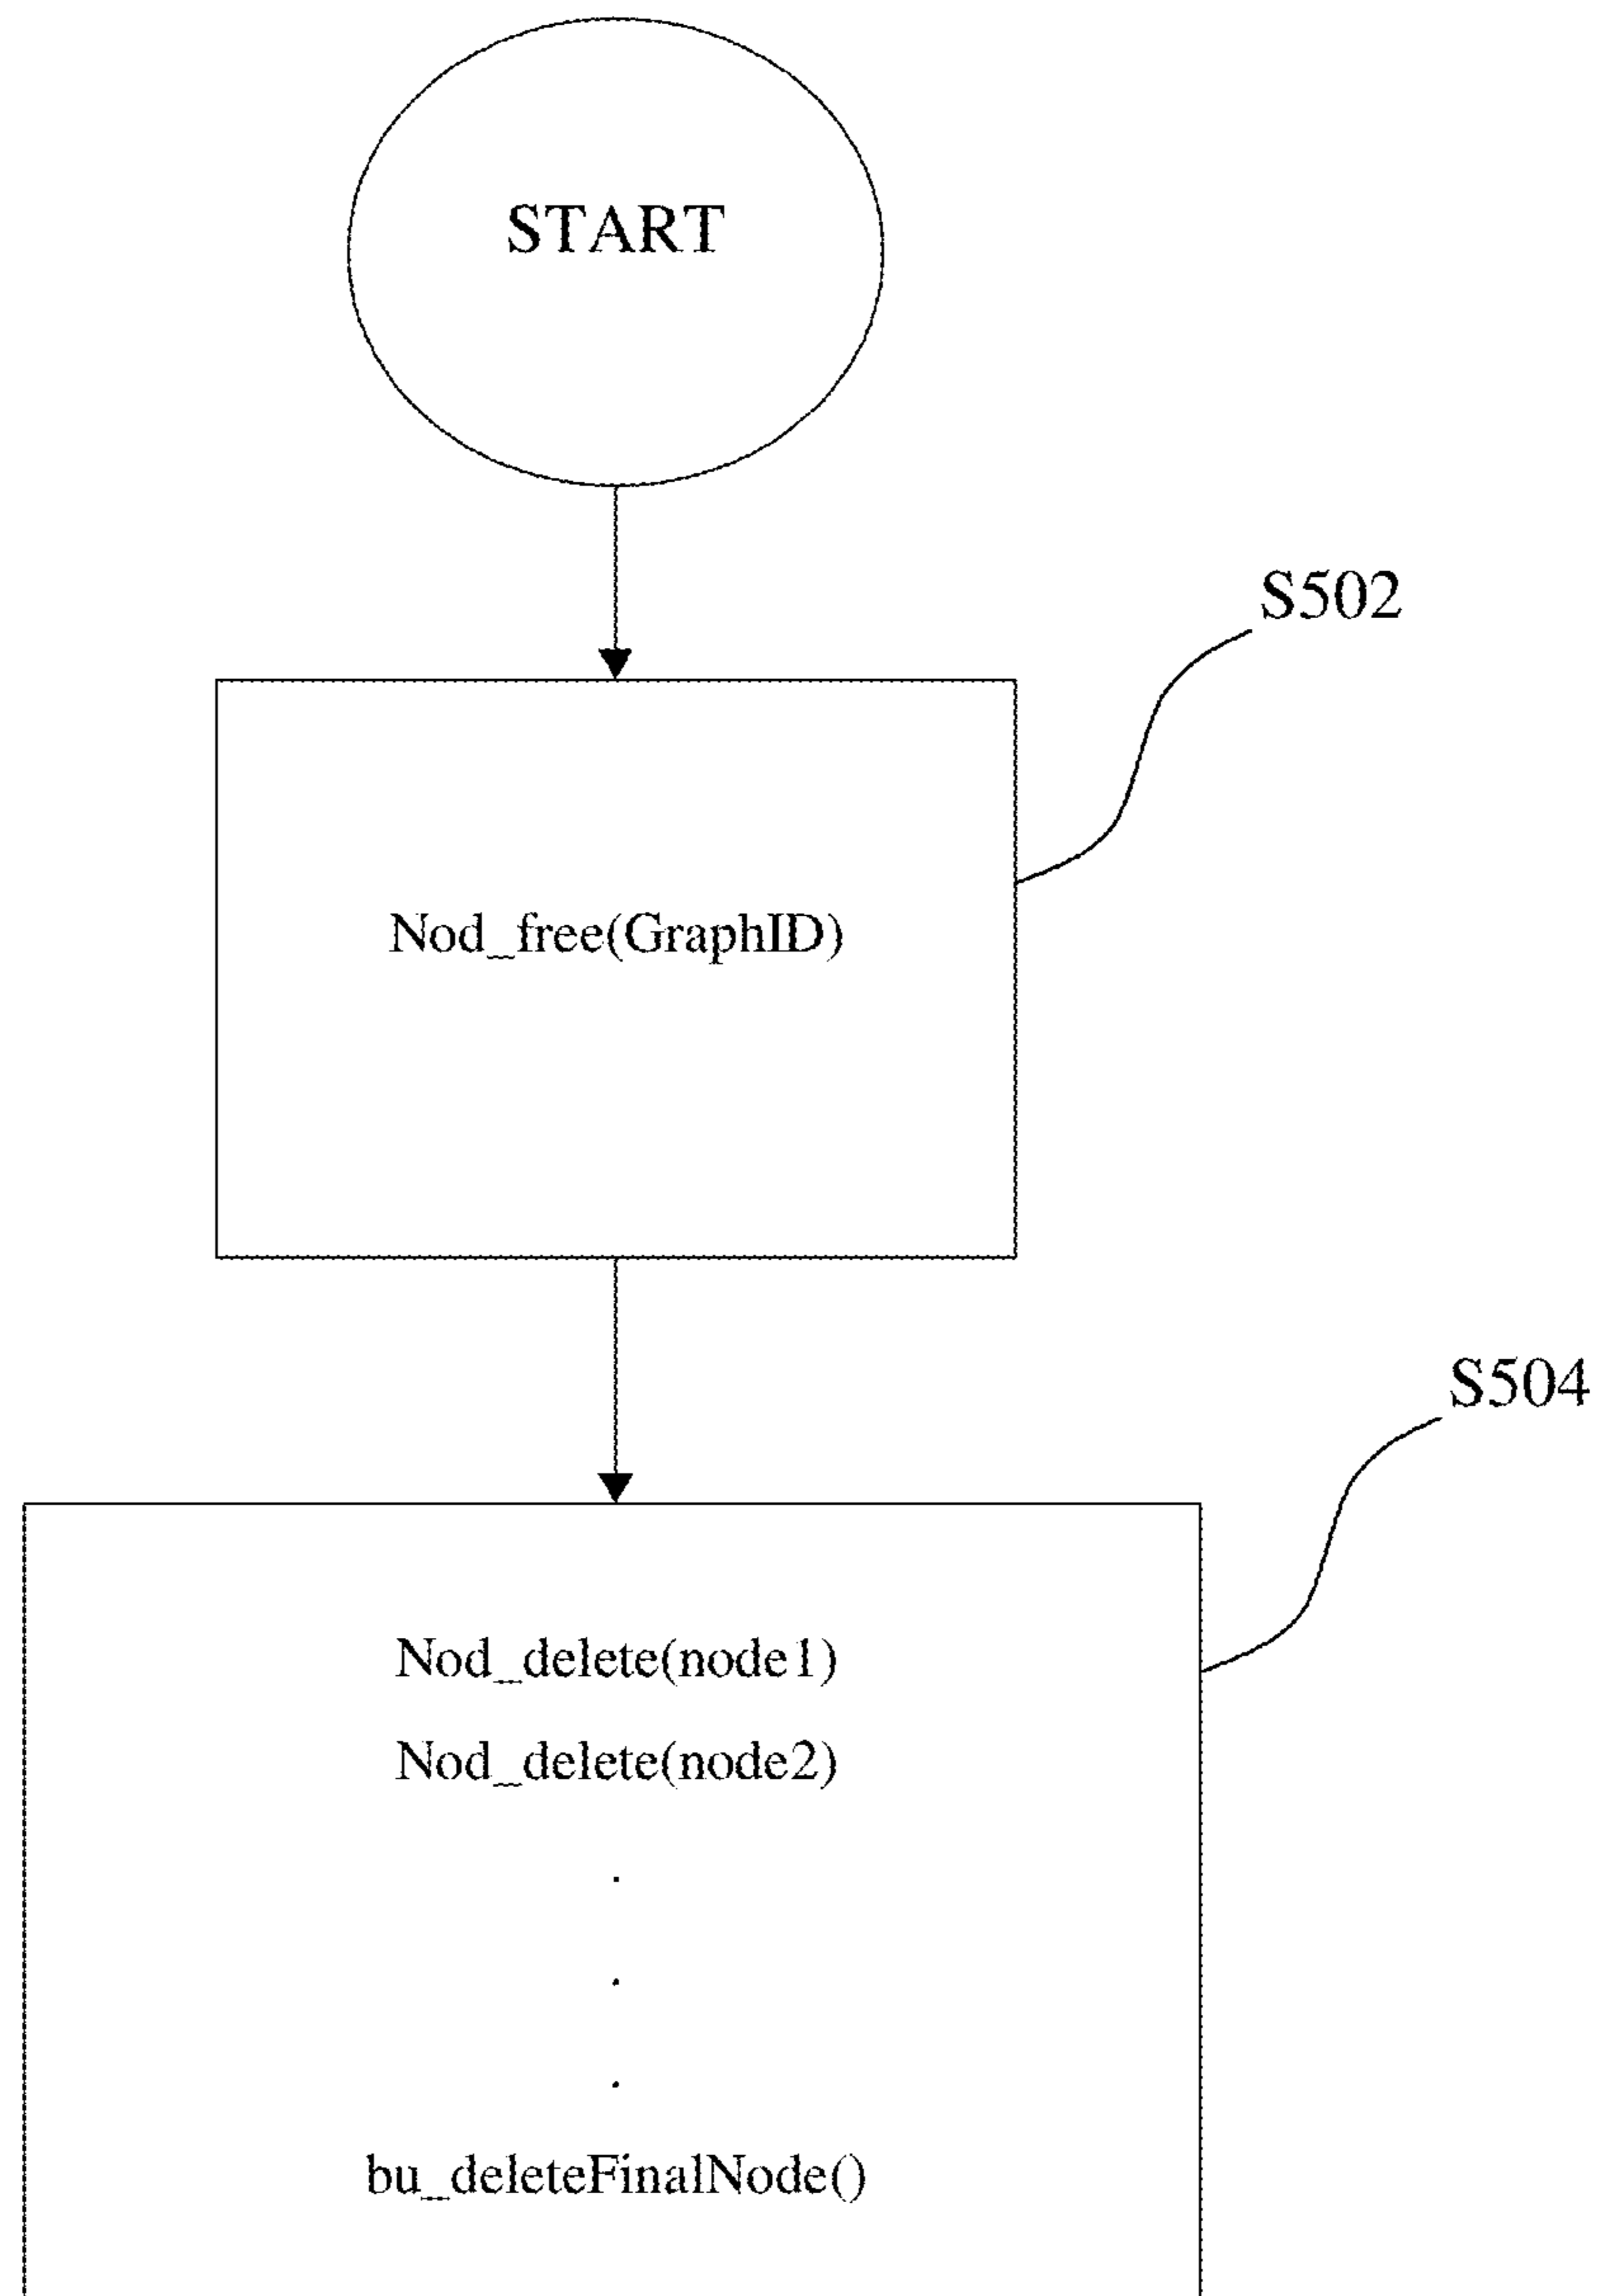 START
S502
Nod_free(GraphID)
S504
Nod_delete(node1)
Nod_delete(node2)
.
.
.
bu_deleteFinalNode()